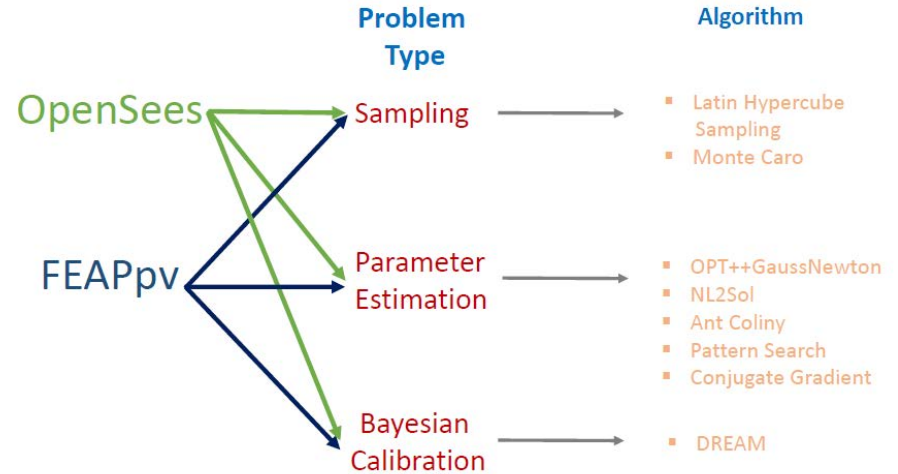 Problem
Type
Algorithm
OpenSees
Sampling
▪ Latin Hypercube
Sampling
▪ Monte Caro
FEAPpv
Parameter
Estimation
▪ OPT++GaussNewton
▪ NL2Sol
▪ Ant Coliny
▪ Pattern Search
▪ Conjugate Gradient
Bayesian
Calibration
▪ DREAM